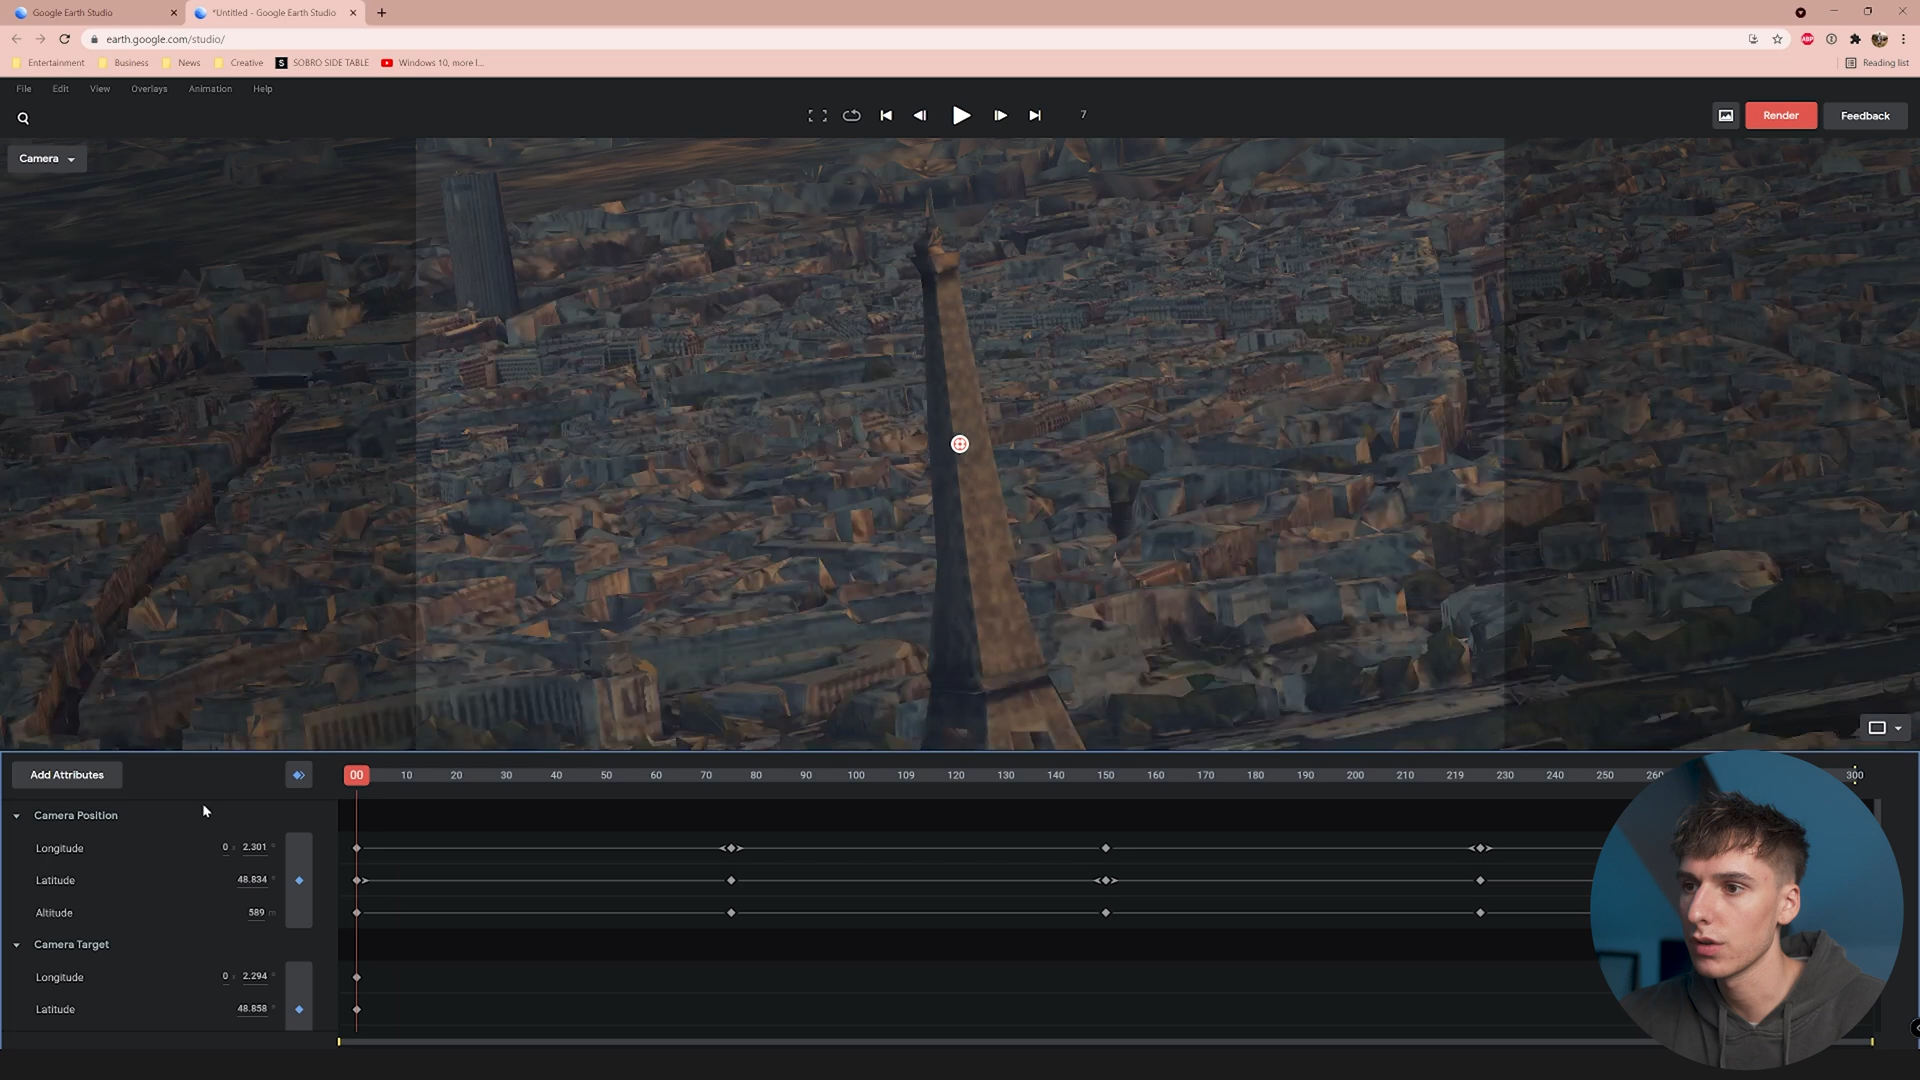 Google Earth Studio
*Untitled - Google Earth Studio
earth.google.com/studio/
ABP
Entertainment
Business
News
Creative
S SOBRO SIDE TABLE
Windows 10, more l...
Reading list
File Edit View Overlays Animation Help
7
Render
Feedback
Camera
Add Attributes
00 10 20 30 40 50 60 70 80 90 100 109 120 130 140 150 160 170 180 190 200 210 219 225 230 240 250 260 300
Camera Position
Longitude 0 x 2.301 °
Latitude 48.834 °
Altitude 589 m
Camera Target
Longitude 0 x 2.294 °
Latitude 48.858 °